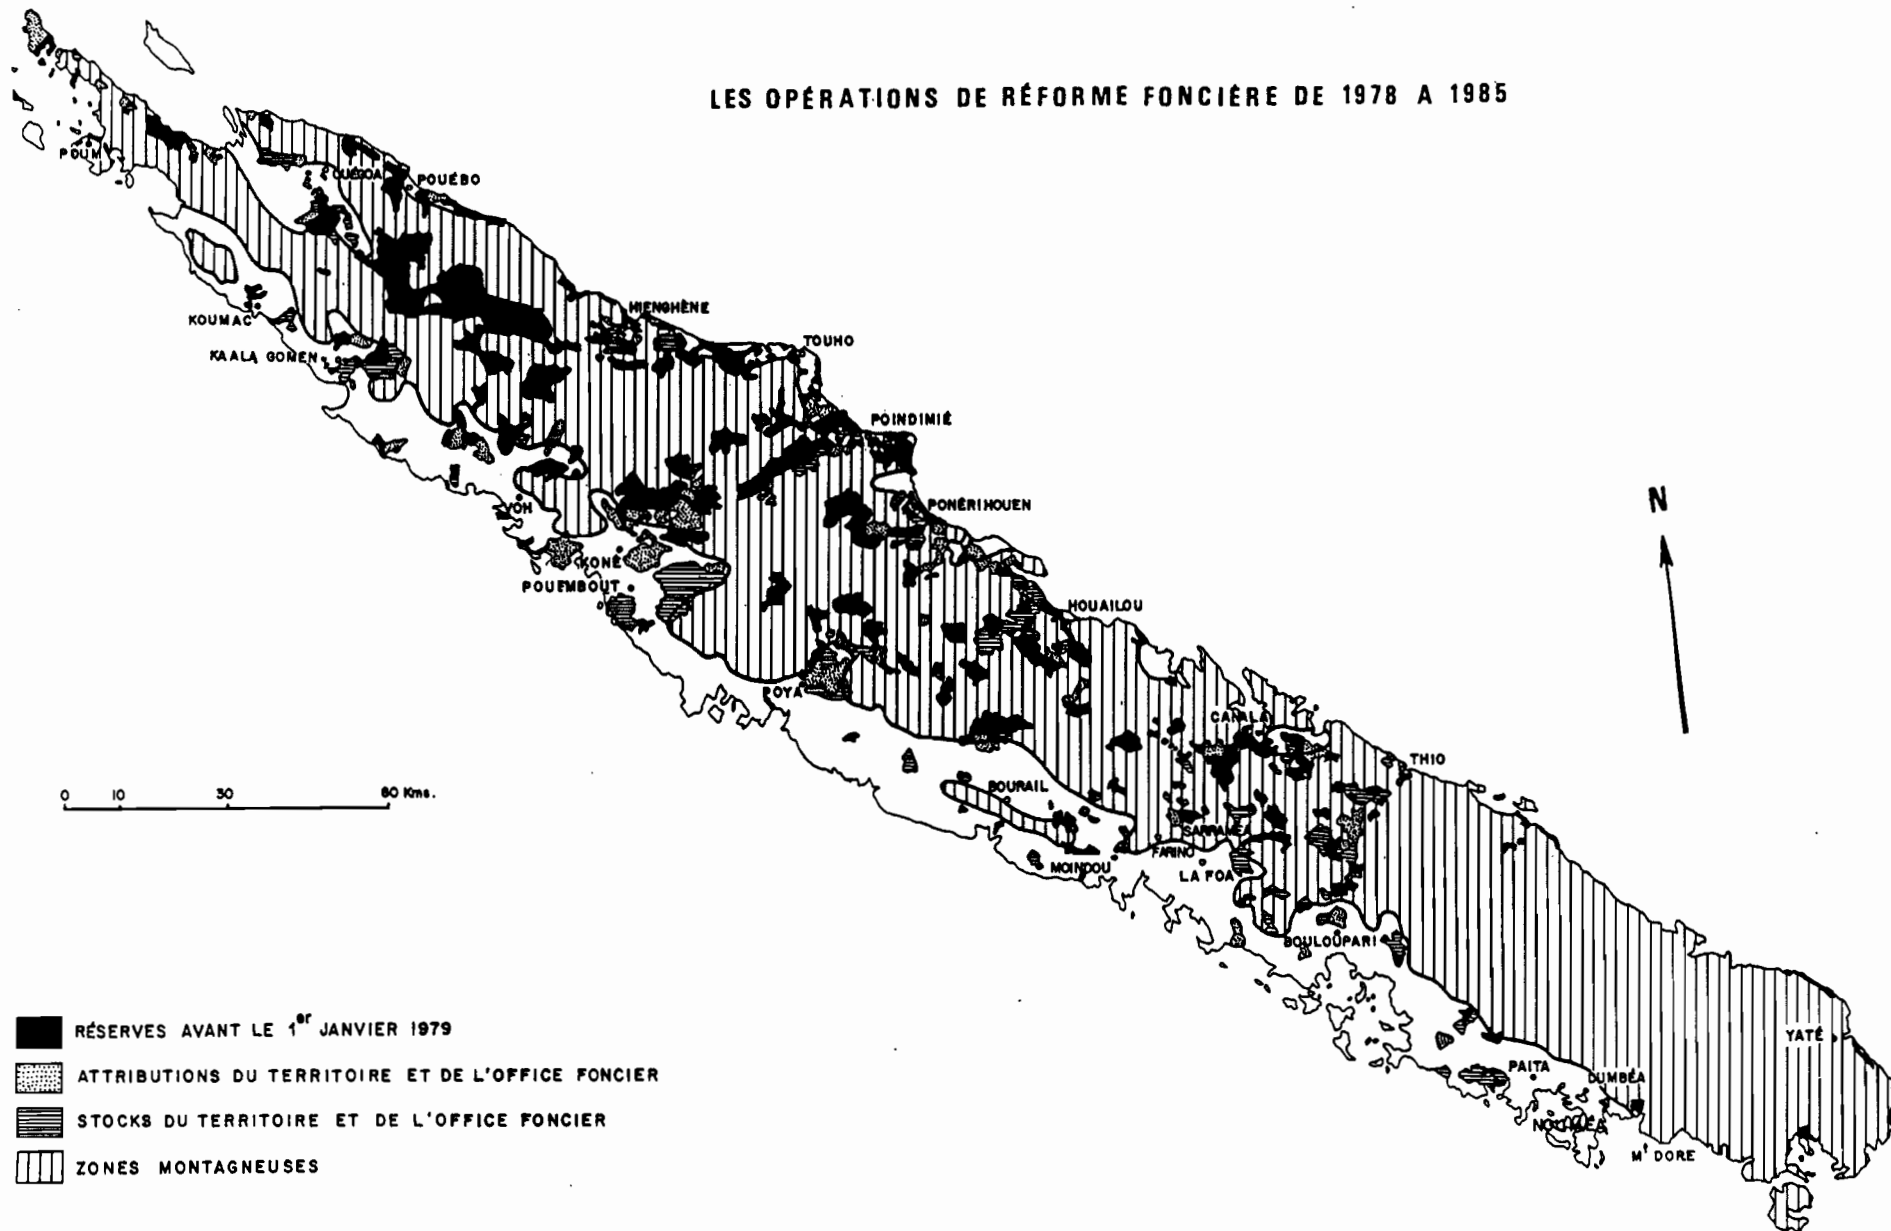 LES OPÉRATIONS DE RÉFORME FONCIÈRE DE 1978 A 1985
POUM
OUÉGOA
POUÉBO
KOUMAC
KAALA GOMEN
HIENGHÈNE
TOUHO
POINDIMIÉ
PONÉRIHOUEN
VOH
KONÉ
POUEMBOUT
HOUAILOU
POYA
CANALA
THIO
BOURAIL
SARRAMÉA
FARINO
MOINDOU
LA FOA
BOULOUPARI
YATÉ
PAITA
DUMBÉA
NOUMÉA
Mt DORE
N
0 10 30 60 Kms.
RÉSERVES AVANT LE 1er JANVIER 1979
ATTRIBUTIONS DU TERRITOIRE ET DE L'OFFICE FONCIER
STOCKS DU TERRITOIRE ET DE L'OFFICE FONCIER
ZONES MONTAGNEUSES